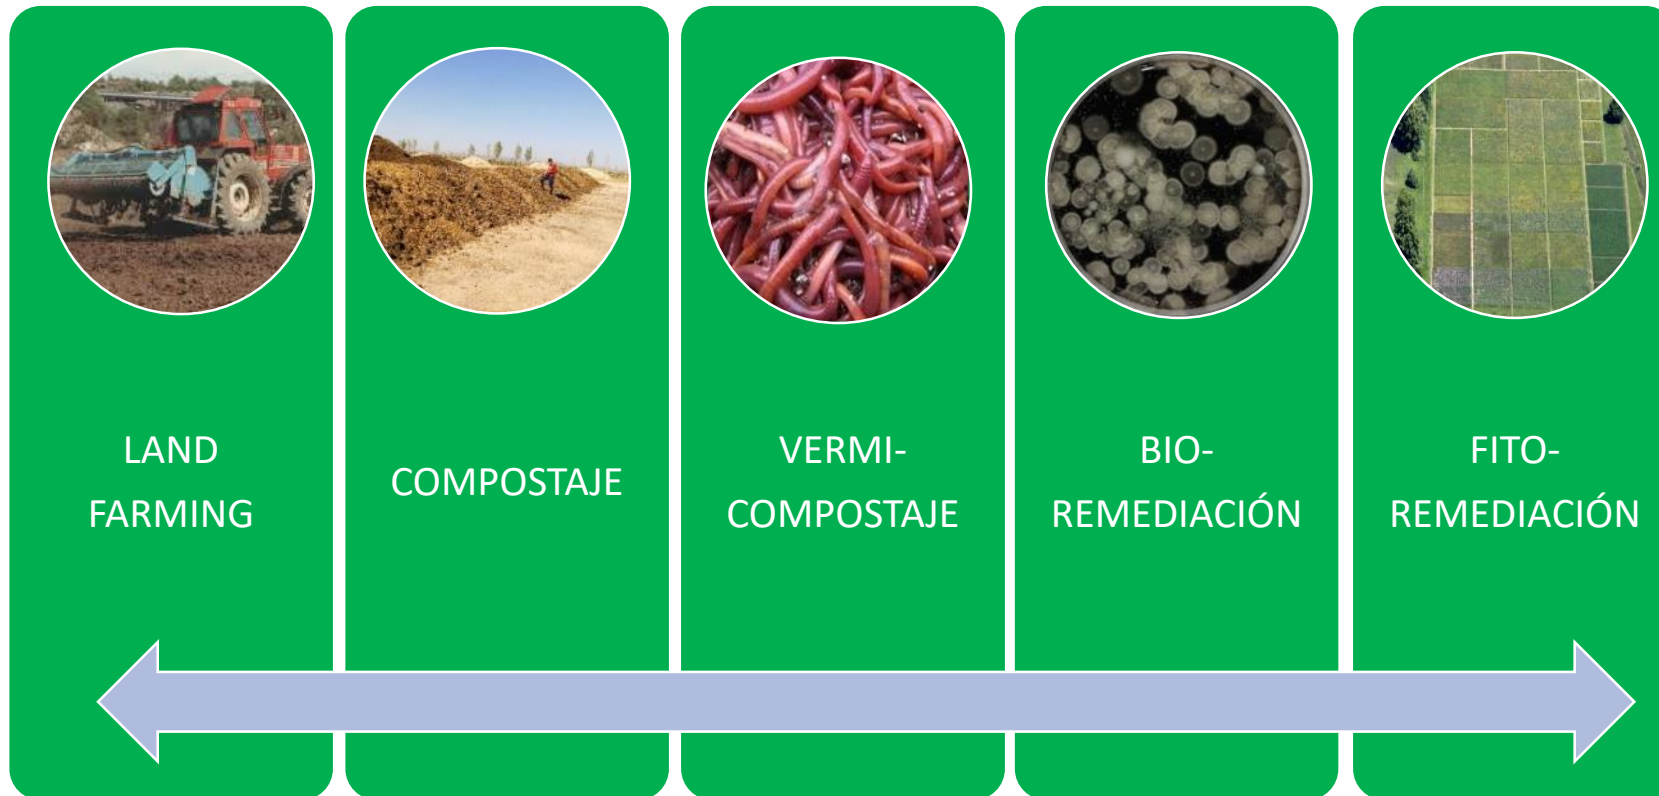 LAND
FARMING
COMPOSTAJE
VERMI-
COMPOSTAJE
BIO-
REMEDIACIÓN
FITO-
REMEDIACIÓN